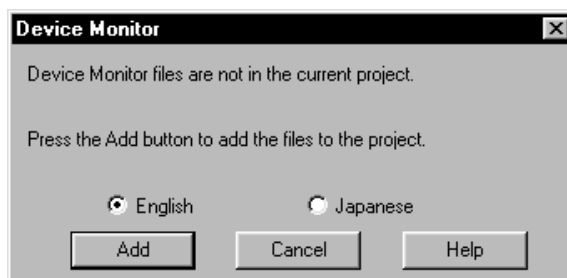 Device Monitor
Device Monitor files are not in the current project.
Press the Add button to add the files to the project.
English Japanese
Add Cancel Help